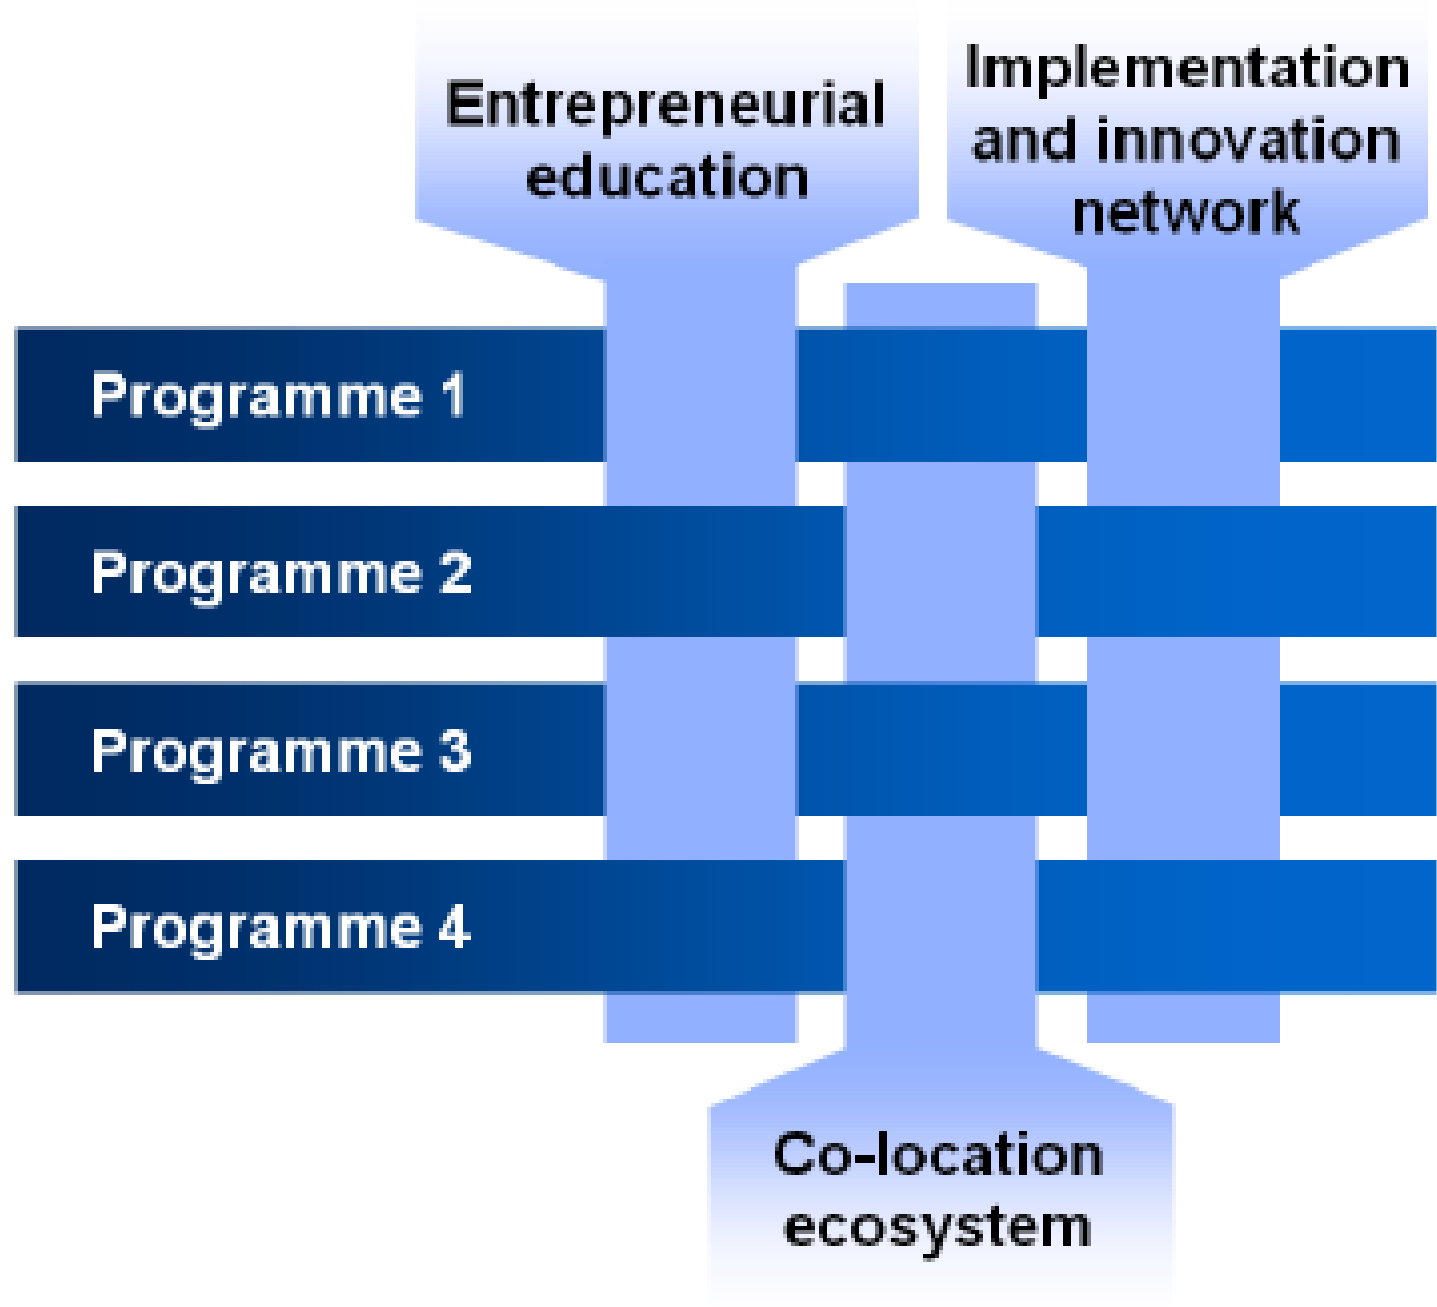 Entrepreneurial
education
Implementation
and innovation
network
Programme 1
Programme 2
Programme 3
Programme 4
Co-location
ecosystem